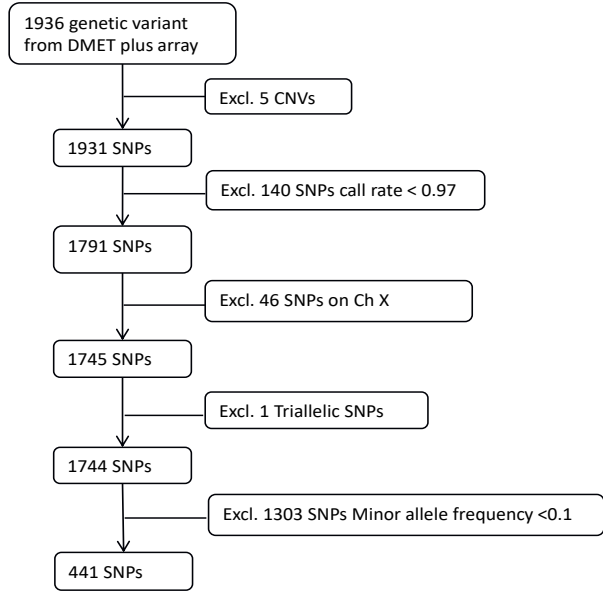 1936 genetic variant
from DMET plus array
Excl. 5 CNVs
1931 SNPs
Excl. 140 SNPs call rate < 0.97
1791 SNPs
Excl. 46 SNPs on Ch X
1745 SNPs
Excl. 1 Triallelic SNPs
1744 SNPs
Excl. 1303 SNPs Minor allele frequency <0.1
441 SNPs